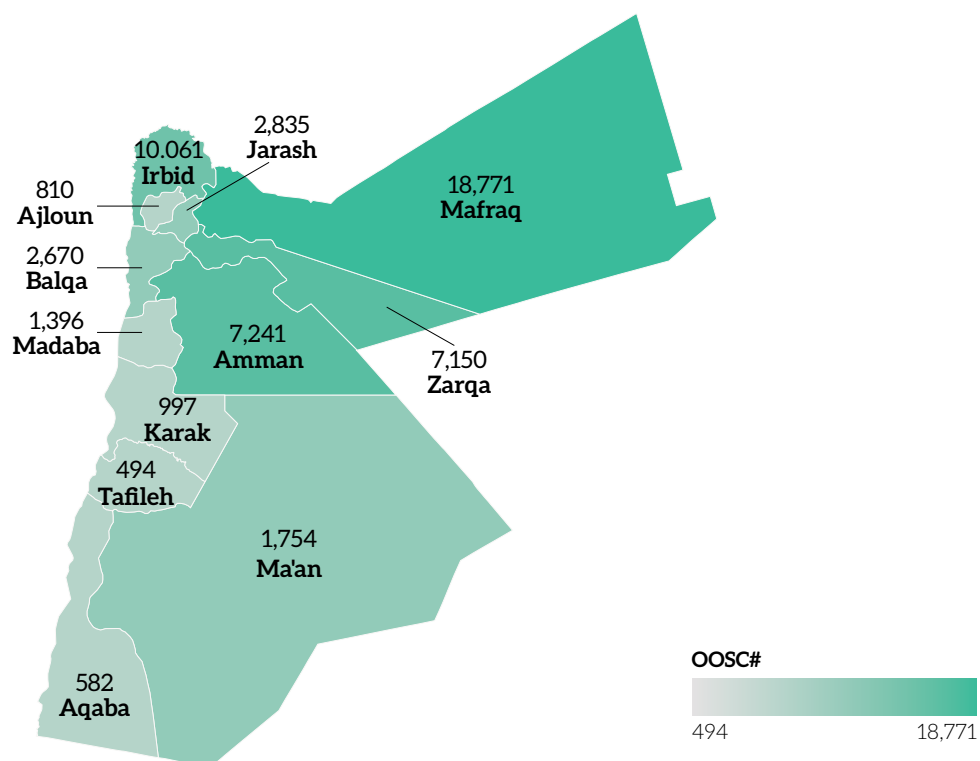 2,835
Jarash
10.061
Irbid
810
Ajloun
18,771
Mafraq
2,670
Balqa
1,396
Madaba
7,241
Amman
7,150
Zarqa
997
Karak
494
Tafileh
1,754
Ma'an
582
Aqaba
OOSC#
494
18,771